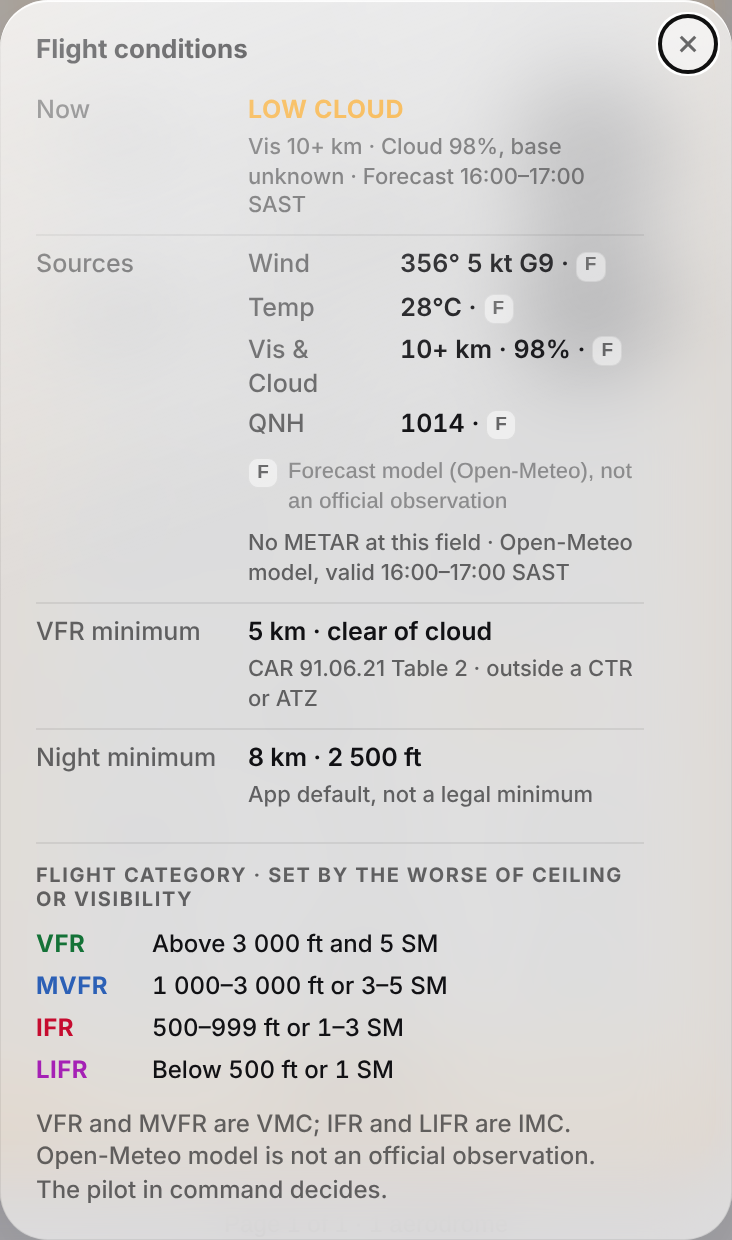 Flight conditions
Now
LOW CLOUD
Vis 10+ km · Cloud 98%, base
unknown · Forecast 16:00–17:00
SAST
Sources
Wind 356° 5 kt G9 · F
Temp 28°C · F
Vis & 10+ km · 98% · F
Cloud
QNH 1014 · F
F Forecast model (Open-Meteo), not
an official observation
No METAR at this field · Open-Meteo
model, valid 16:00–17:00 SAST
VFR minimum 5 km · clear of cloud
CAR 91.06.21 Table 2 · outside a CTR
or ATZ
Night minimum 8 km · 2 500 ft
App default, not a legal minimum
FLIGHT CATEGORY · SET BY THE WORSE OF CEILING
OR VISIBILITY
VFR Above 3 000 ft and 5 SM
MVFR 1 000–3 000 ft or 3–5 SM
IFR 500–999 ft or 1–3 SM
LIFR Below 500 ft or 1 SM
VFR and MVFR are VMC; IFR and LIFR are IMC.
Open-Meteo model is not an official observation.
The pilot in command decides.